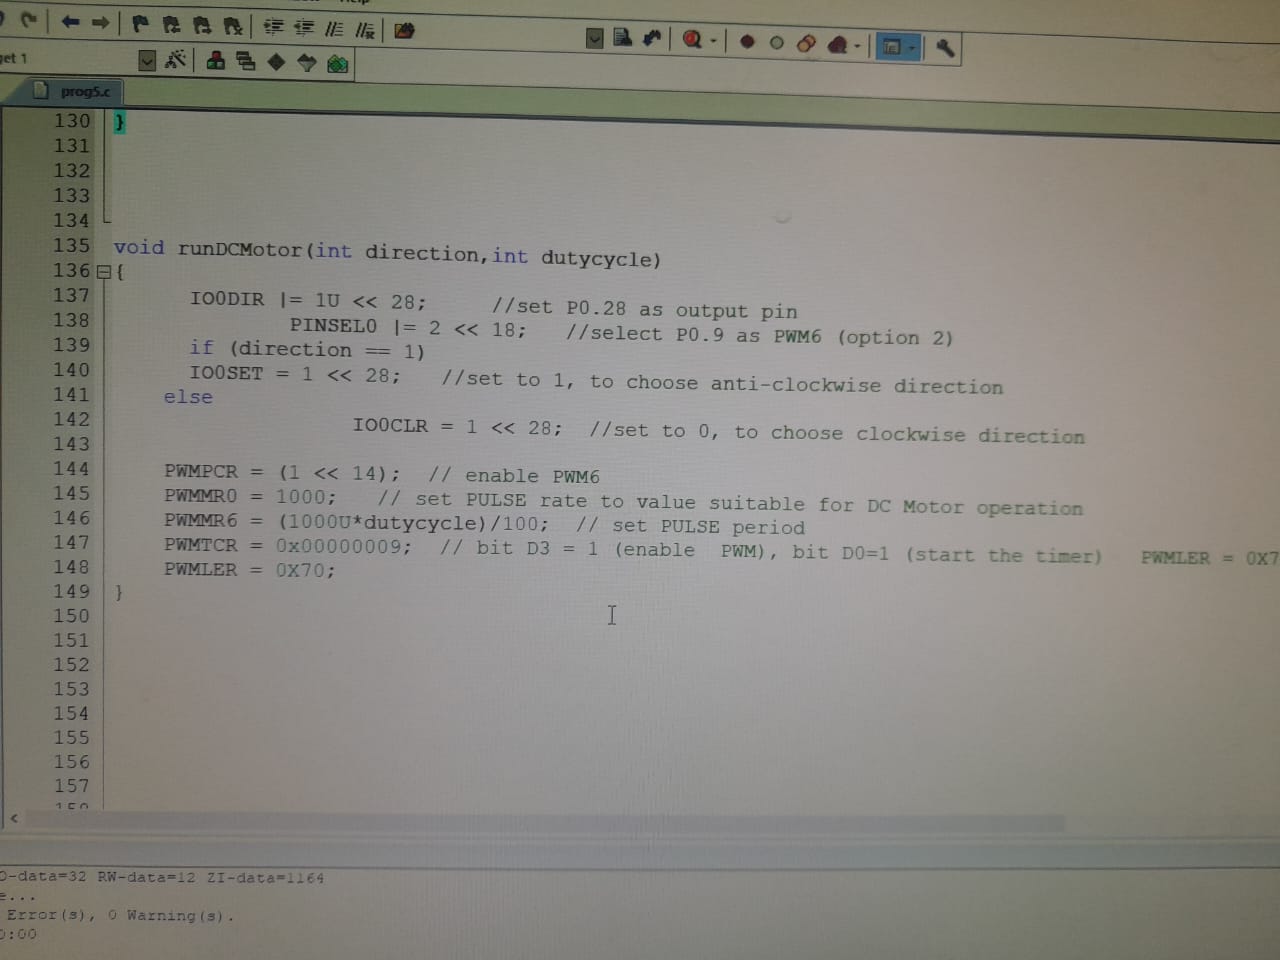 get 1
prog5.c
130 }
131
132
133
134
135 void runDCMotor(int direction,int dutycycle)
136 {
137 IO0DIR |= 1U << 28; //set P0.28 as output pin
138 PINSEL0 |= 2 << 18; //select P0.9 as PWM6 (option 2)
139 if (direction == 1)
140 IO0SET = 1 << 28; //set to 1, to choose anti-clockwise direction
141 else
142 IO0CLR = 1 << 28; //set to 0, to choose clockwise direction
143
144 PWMPCR = (1 << 14); // enable PWM6
145 PWMMR0 = 1000; // set PULSE rate to value suitable for DC Motor operation
146 PWMMR6 = (1000U*dutycycle)/100; // set PULSE period
147 PWMTCR = 0x00000009; // bit D3 = 1 (enable PWM), bit D0=1 (start the timer) PWMLER = 0X7
148 PWMLER = 0X70;
149 }
150
151
152
153
154
155
156
157
O-data=32 RW-data=12 ZI-data=1164
e...
Error(s), 0 Warning(s).
0:00